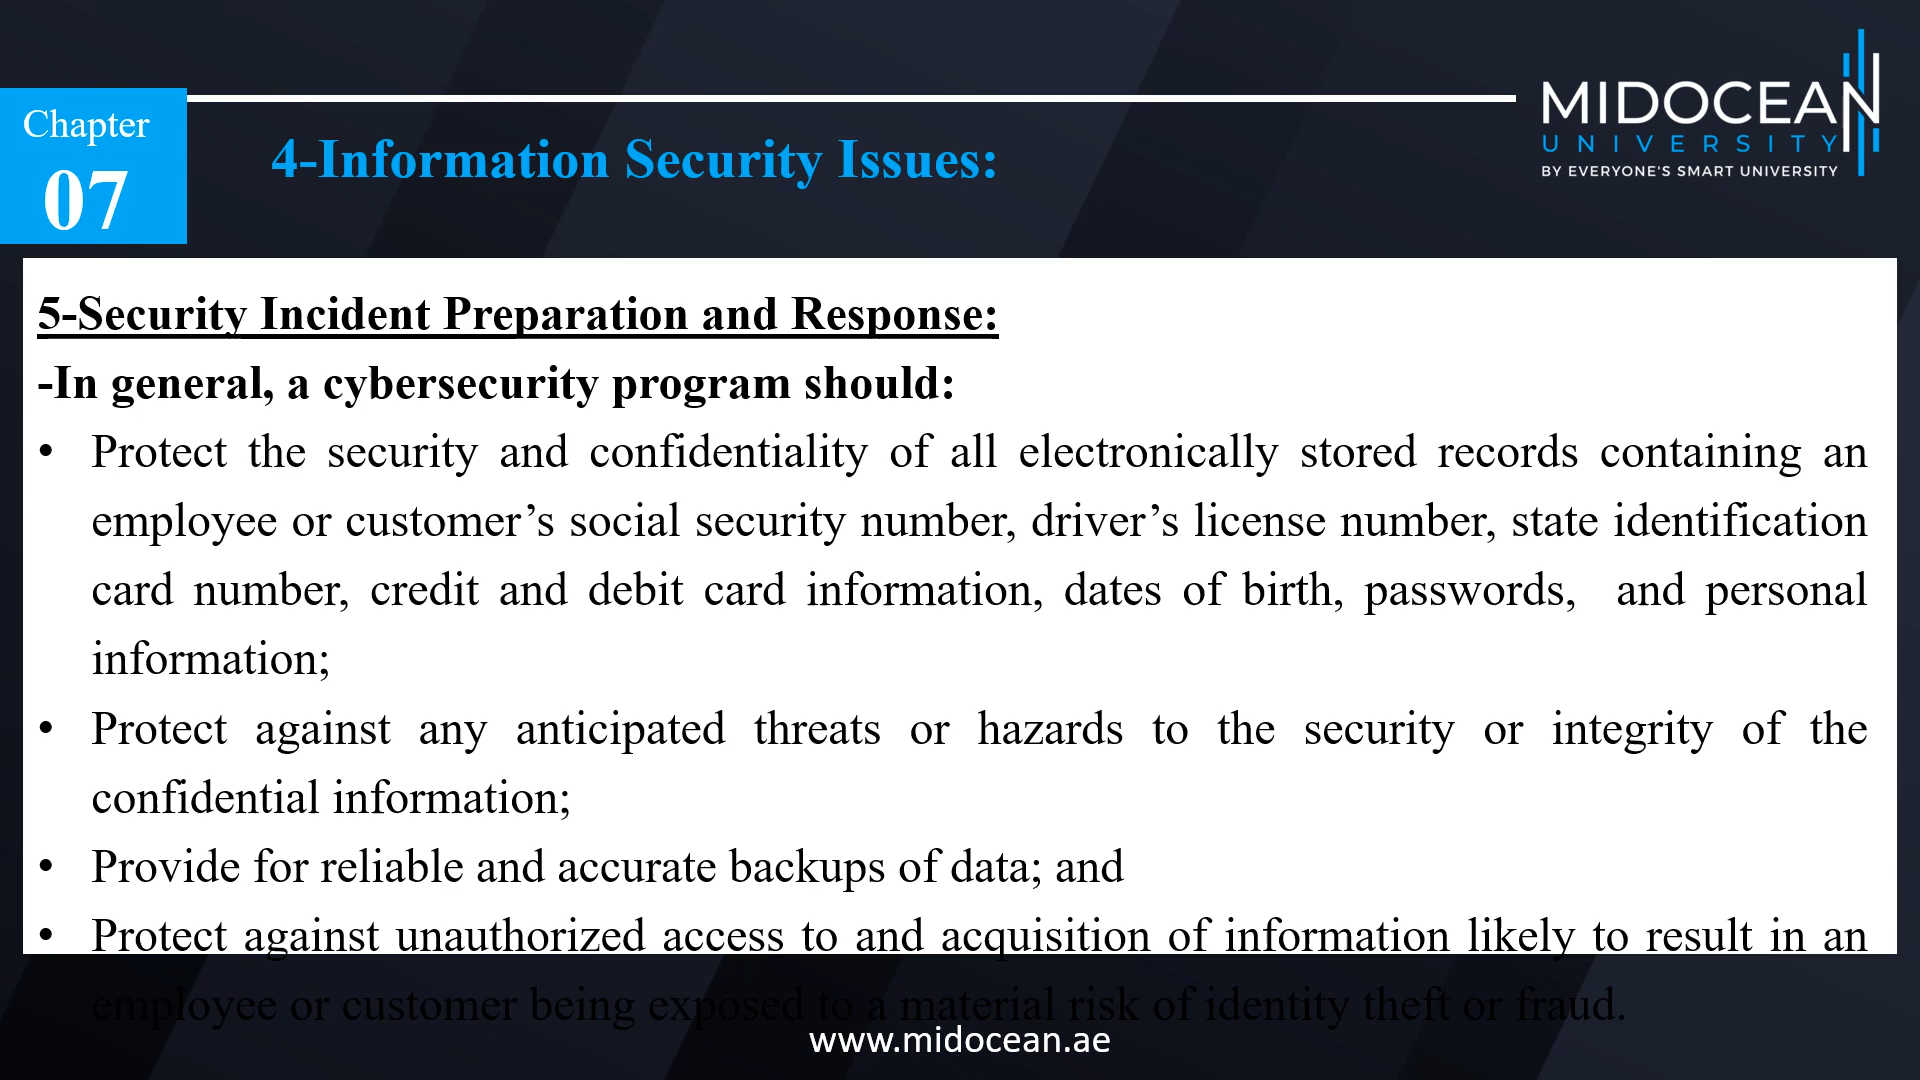 Chapter
07
4-Information Security Issues:
MIDOCEAN
UNIVERSITY
BY EVERYONE'S SMART UNIVERSITY
5-Security Incident Preparation and Response:
-In general, a cybersecurity program should:
• Protect the security and confidentiality of all electronically stored records containing an
employee or customer’s social security number, driver’s license number, state identification
card number, credit and debit card information, dates of birth, passwords, and personal
information;
• Protect against any anticipated threats or hazards to the security or integrity of the
confidential information;
• Provide for reliable and accurate backups of data; and
• Protect against unauthorized access to and acquisition of information likely to result in an
employee or customer being exposed to a material risk of identity theft or fraud.
www.midocean.ae